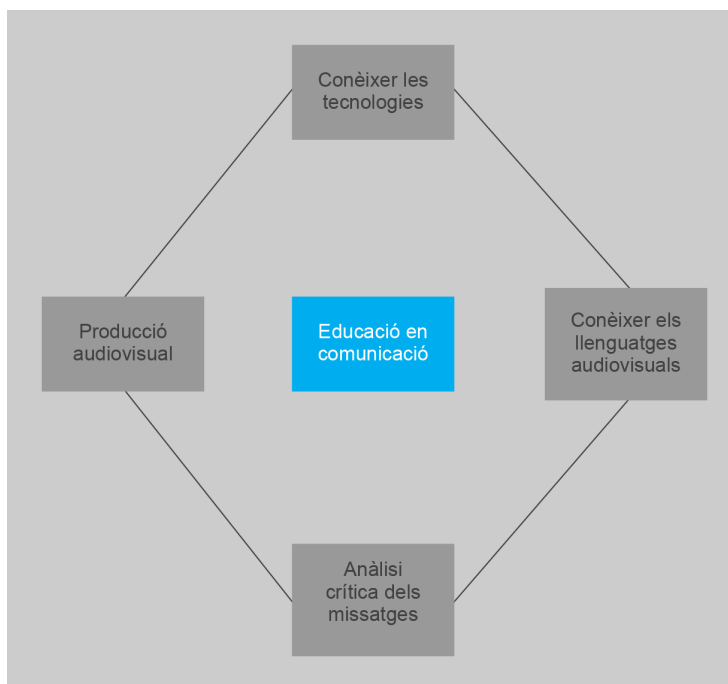 Conèixer les
tecnologies
Producció
audiovisual
Educació en
comunicació
Conèixer els
llenguatges
audiovisuals
Anàlisi
crítica dels
missatges